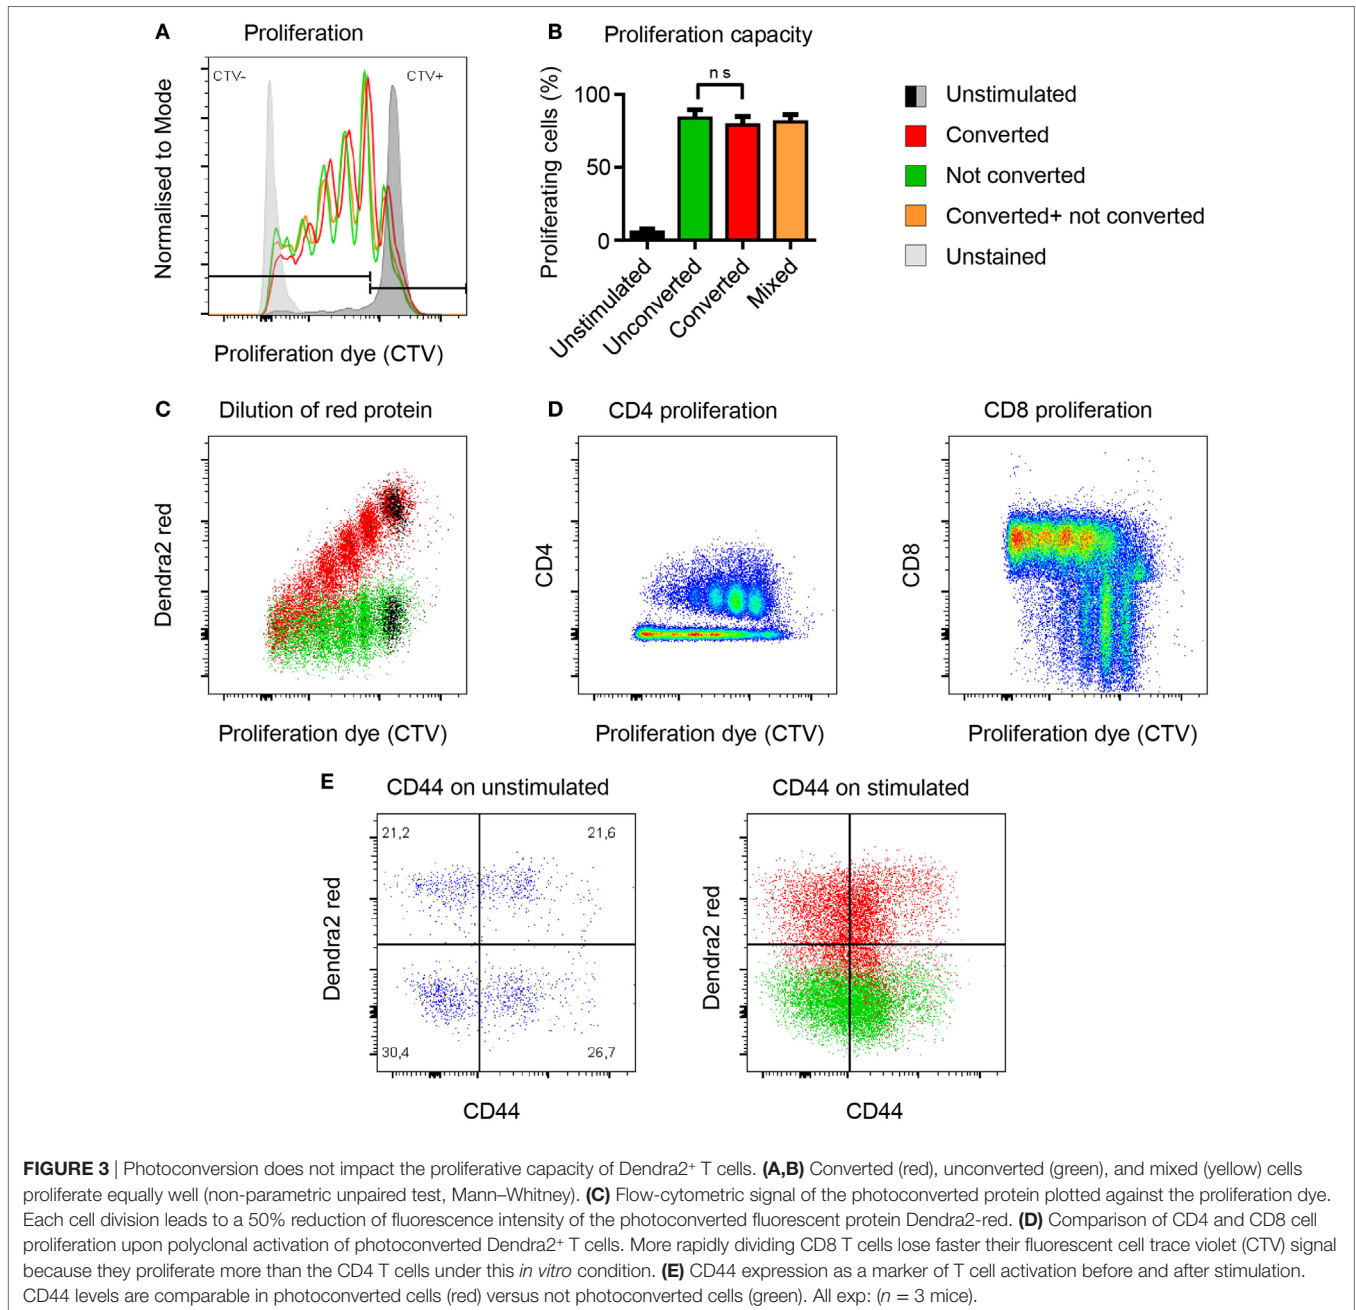 A Proliferation
CTV-
CTV+
Normalised to Mode
Proliferation dye (CTV)
B Proliferation capacity
n s
Proliferating cells (%)
100
50
0
Unstimulated
Unconverted
Converted
Mixed
Unstimulated
Converted
Not converted
Converted+ not converted
Unstained
C Dilution of red protein
Dendra2 red
Proliferation dye (CTV)
D CD4 proliferation
CD4
Proliferation dye (CTV)
CD8 proliferation
CD8
Proliferation dye (CTV)
E CD44 on unstimulated
21,2
21,6
30,4
26,7
Dendra2 red
CD44
CD44 on stimulated
Dendra2 red
CD44
FIGURE 3 | Photoconversion does not impact the proliferative capacity of Dendra2+ T cells. (A,B) Converted (red), unconverted (green), and mixed (yellow) cells
proliferate equally well (non-parametric unpaired test, Mann–Whitney). (C) Flow-cytometric signal of the photoconverted protein plotted against the proliferation dye.
Each cell division leads to a 50% reduction of fluorescence intensity of the photoconverted fluorescent protein Dendra2-red. (D) Comparison of CD4 and CD8 cell
proliferation upon polyclonal activation of photoconverted Dendra2+ T cells. More rapidly dividing CD8 T cells lose faster their fluorescent cell trace violet (CTV) signal
because they proliferate more than the CD4 T cells under this in vitro condition. (E) CD44 expression as a marker of T cell activation before and after stimulation.
CD44 levels are comparable in photoconverted cells (red) versus not photoconverted cells (green). All exp: (n = 3 mice).